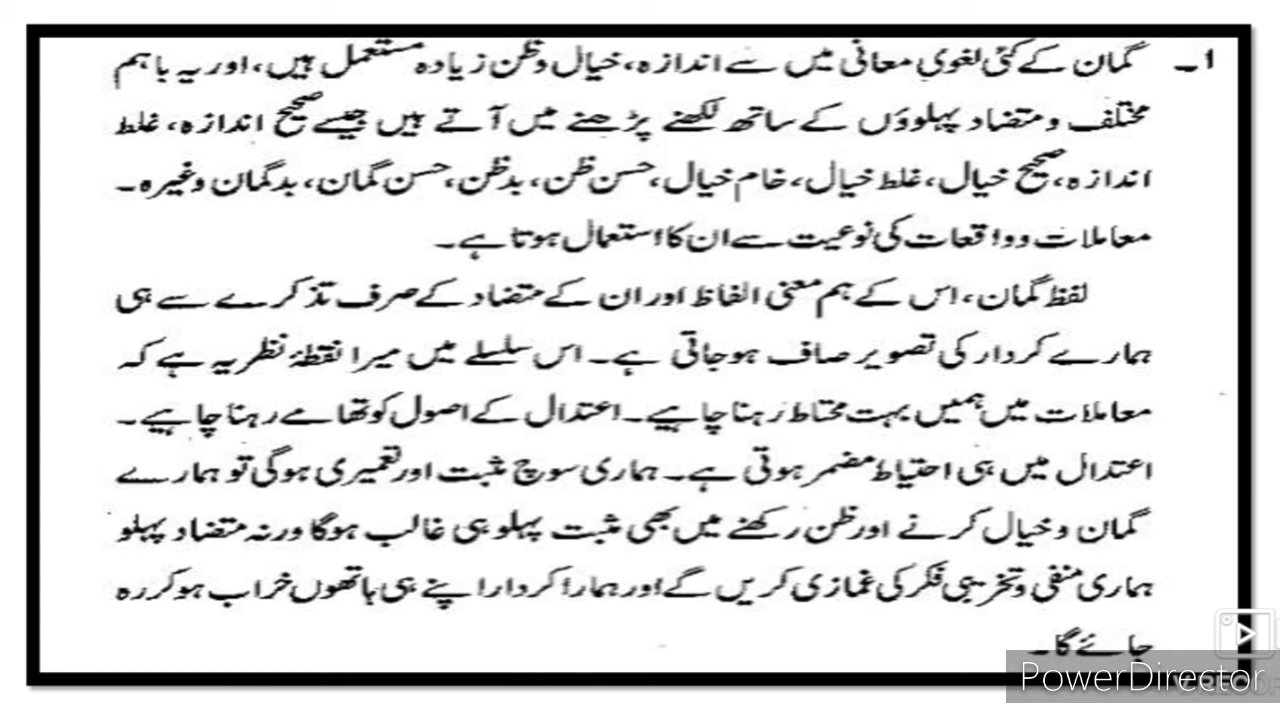 1۔ گمان کے کئی لغوی معانی میں سے اندازہ، خیال وظن زیادہ مستعمل ہیں، اور یہ باہم
مختلف و متضاد پہلوؤں کے ساتھ لکھنے پڑھنے میں آتے ہیں جیسے صحیح اندازہ، غلط
اندازہ، صحیح خیال، غلط خیال، خام خیال، حسن ظن، بدظن، حسن گمان، بدگمان وغیرہ۔
معاملات و واقعات کی نوعیت سے ان کا استعمال ہوتا ہے۔
لفظ گمان، اس کے ہم معنی الفاظ اور ان کے متضاد کے صرف تذکرے سے ہی
ہمارے کردار کی تصویر صاف ہوجاتی ہے۔ اس سلسلے میں میرا نقطۂ نظر یہ ہے کہ
معاملات میں ہمیں بہت محتاط رہنا چاہیے۔ اعتدال کے اصول کو تھامے رہنا چاہیے۔
اعتدال میں ہی احتیاط مضمر ہوتی ہے۔ ہماری سوچ مثبت اور تعمیری ہوگی تو ہمارے
گمان و خیال کرنے اور ظن رکھنے میں بھی مثبت پہلو ہی غالب ہوگا ورنہ متضاد پہلو
ہماری منفی و تخریبی فکر کی غمازی کریں گے اور ہمارا کردار اپنے ہی ہاتھوں خراب ہو کر رہ
جائے گا۔
PowerDirector